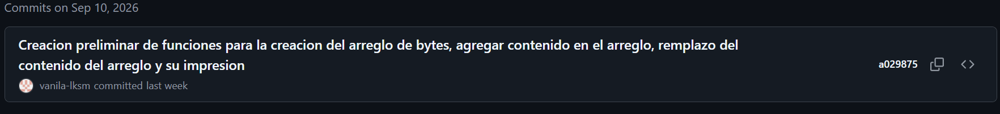 Commits on Sep 10, 2026
Creacion preliminar de funciones para la creacion del arreglo de bytes, agregar contenido en el arreglo, remplazo del
contenido del arreglo y su impresion
a029875
vanila-lksm committed last week